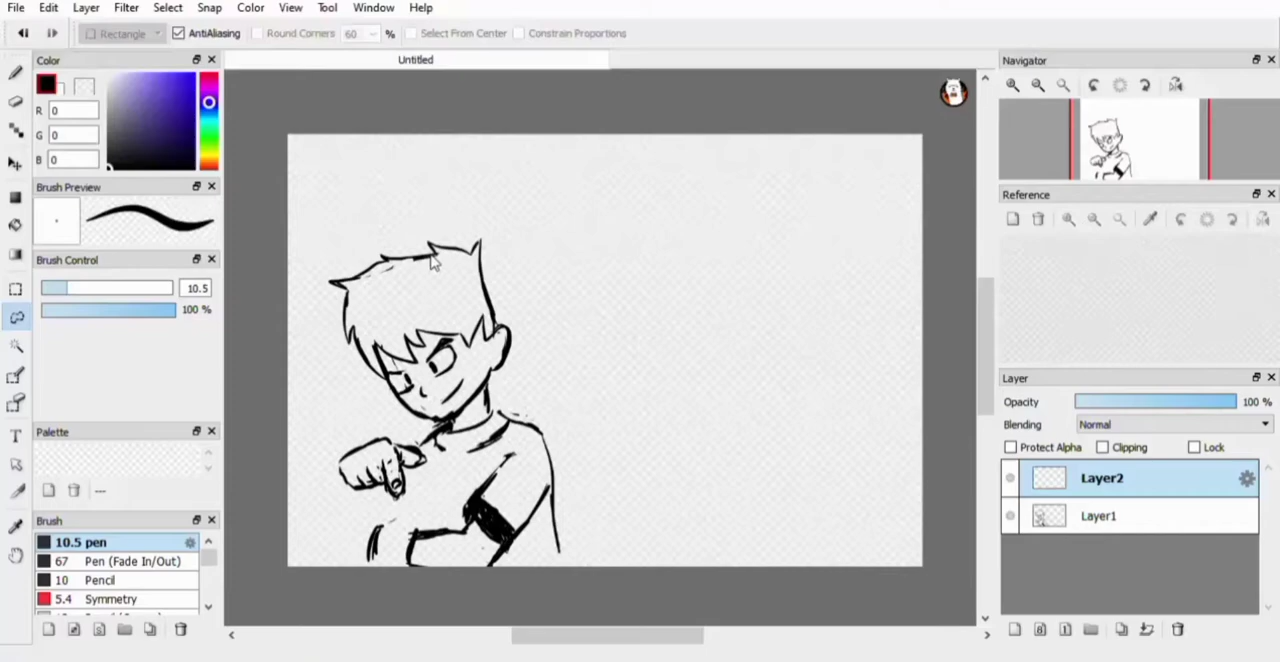 File Edit Layer Filter Select Snap Color View Tool Window Help
Rectangle AntiAliasing Round Corners 60 % Select From Center Constrain Proportions
Color
R 0
G 0
B 0
Brush Preview
Brush Control
10.5
100 %
Palette
---
Brush
10.5 pen
67 Pen (Fade In/Out)
10 Pencil
5.4 Symmetry
Untitled
Navigator
Reference
Layer
Opacity 100 %
Blending Normal
Protect Alpha Clipping Lock
Layer2
Layer1